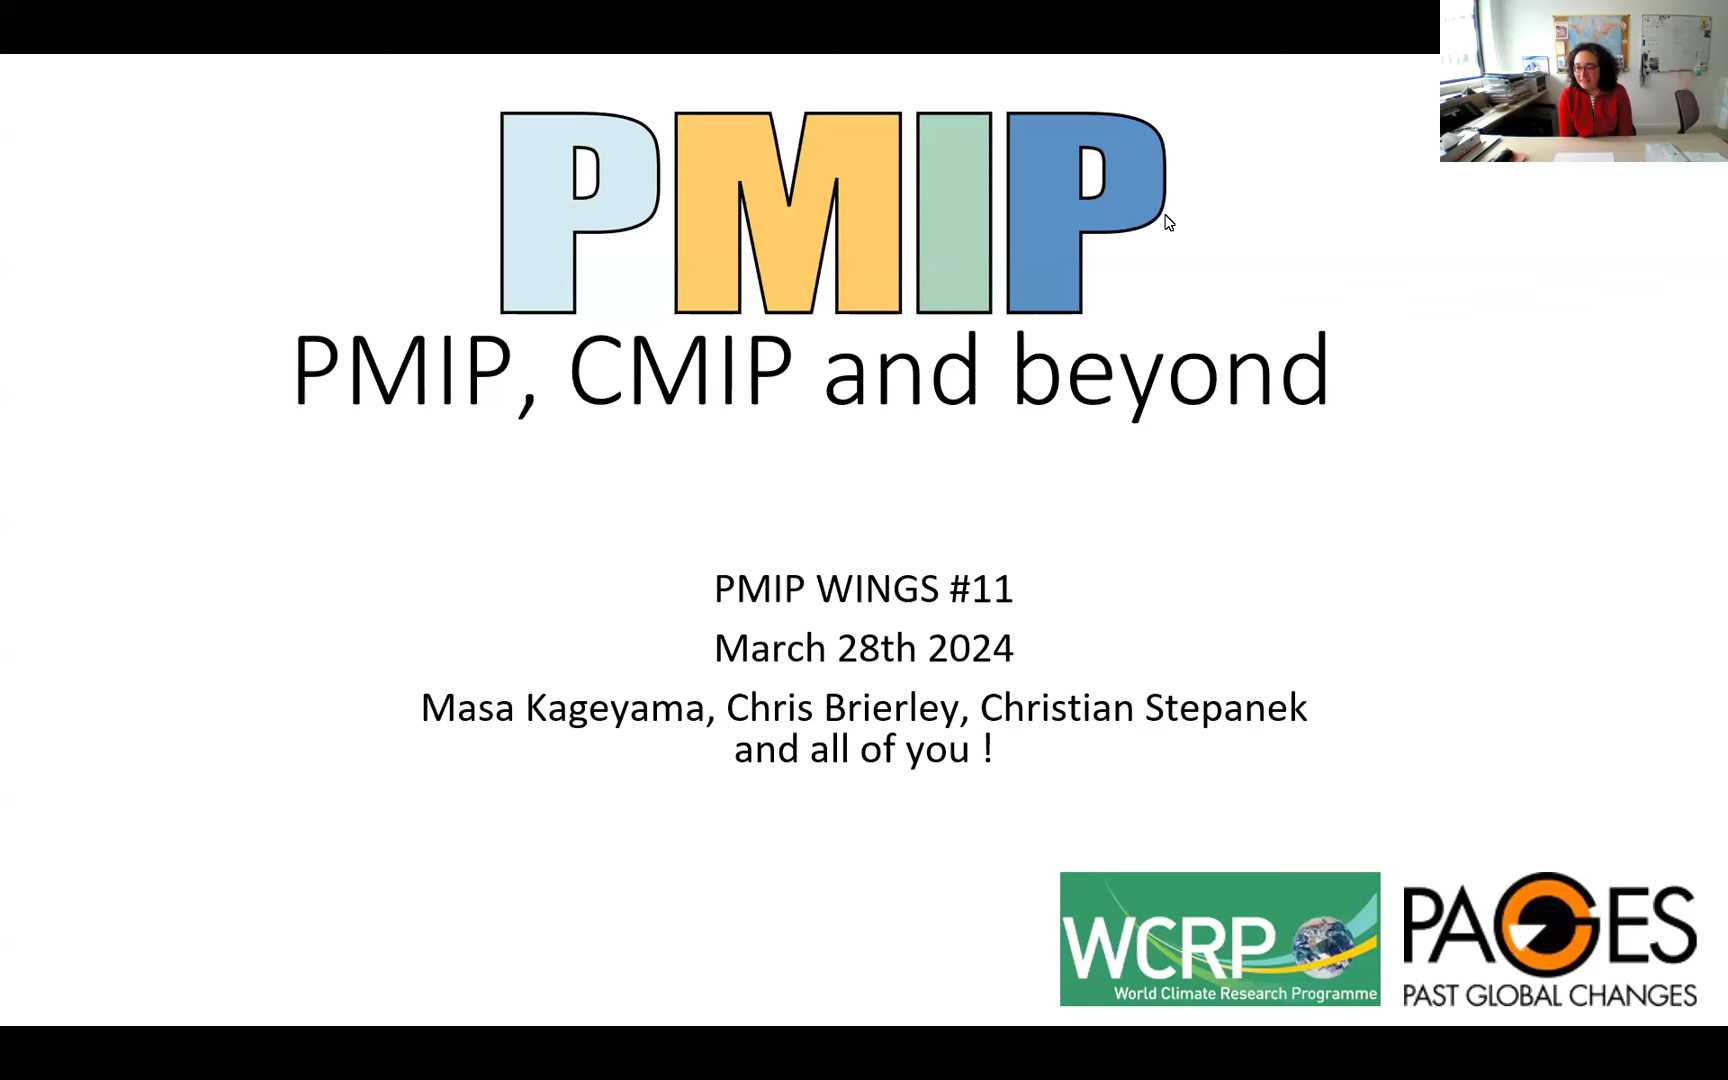 PMIP
PMIP, CMIP and beyond
PMIP WINGS #11
March 28th 2024
Masa Kageyama, Chris Brierley, Christian Stepanek
and all of you !
WCRP
World Climate Research Programme
PAGES
PAST GLOBAL CHANGES